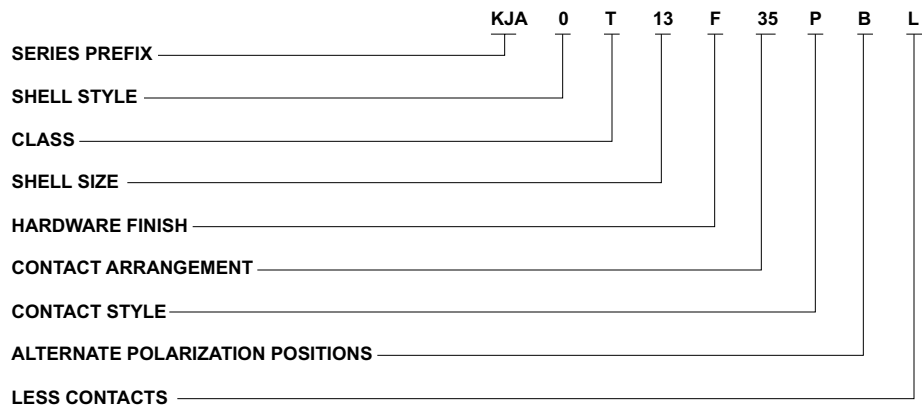 KJA 0 T 13 F 35 P B L
SERIES PREFIX
SHELL STYLE
CLASS
SHELL SIZE
HARDWARE FINISH
CONTACT ARRANGEMENT
CONTACT STYLE
ALTERNATE POLARIZATION POSITIONS
LESS CONTACTS